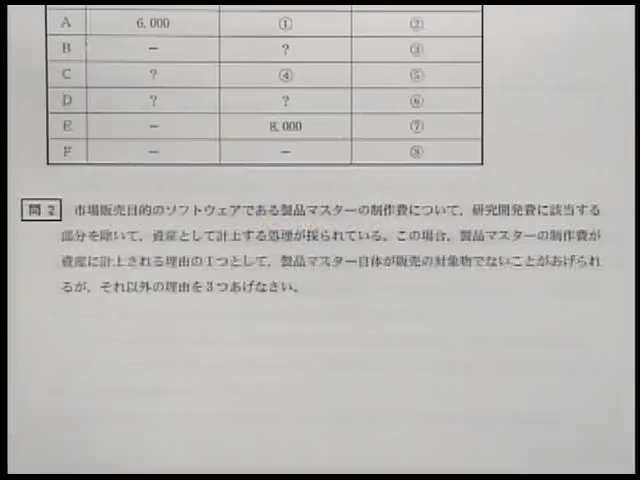 A 6,000 ① ②
B − ? ③
C ? ④ ⑤
D ? ? ⑥
E − 8,000 ⑦
F − − ⑧
問2 市場販売目的のソフトウェアである製品マスターの制作費について、研究開発費に該当する
部分を除いて、資産として計上する処理が採られている。この場合、製品マスターの制作費が
資産に計上される理由の1つとして、製品マスター自体が販売の対象物でないことがあげられ
るが、それ以外の理由を3つあげなさい。